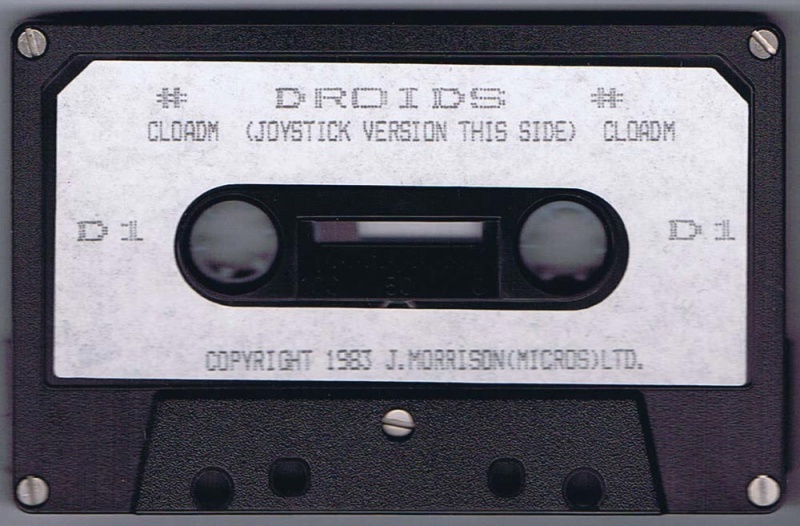 # DROIDS #
CLOADM (JOYSTICK VERSION THIS SIDE) CLOADM
D1 D1
COPYRIGHT 1983 J.MORRISON(MICROS)LTD.